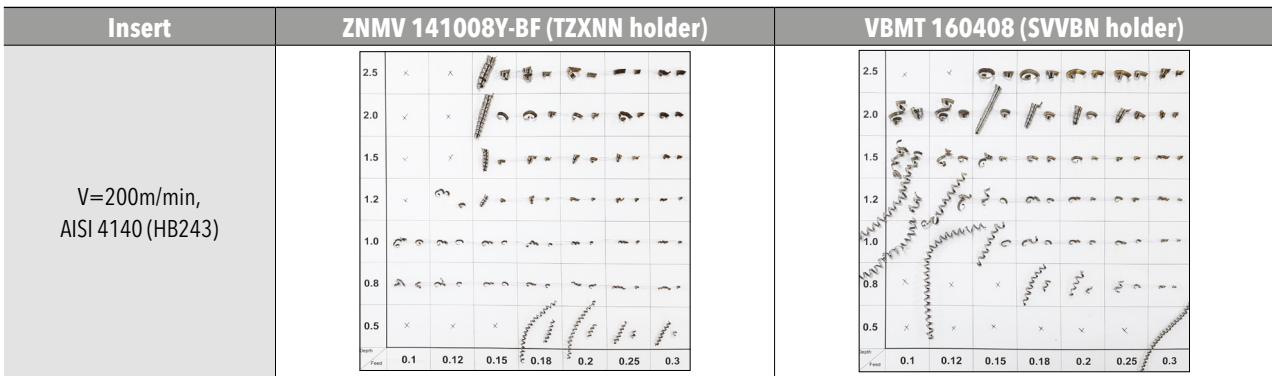 Insert ZNMV 141008Y-BF (TZXNN holder) VBMT 160408 (SVVBN holder)
V=200m/min,
AISI 4140 (HB243)
2.5
2.0
1.5
1.2
1.0
0.8
0.5
Depth
Feed 0.1 0.12 0.15 0.18 0.2 0.25 0.3
2.5
2.0
1.5
1.2
1.0
0.8
0.5
Depth
Feed 0.1 0.12 0.15 0.18 0.2 0.25 0.3